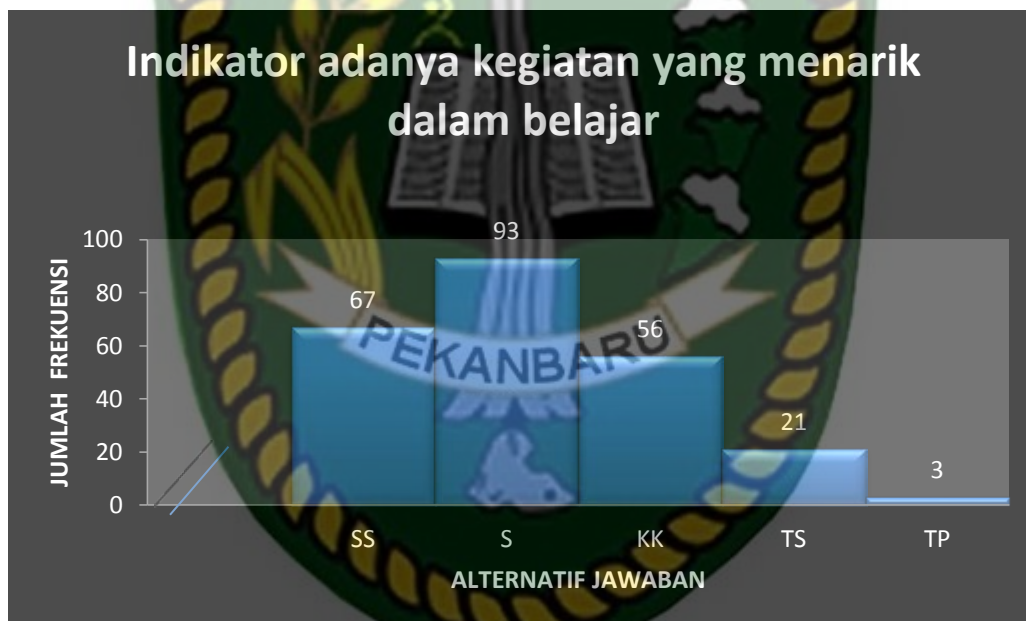 Indikator adanya kegiatan yang menarik
dalam belajar
JUMLAH FREKUENSI
100
80
60
40
20
0
67
93
56
21
3
PEKANBARU
SS
S
KK
TS
TP
ALTERNATIF JAWABAN